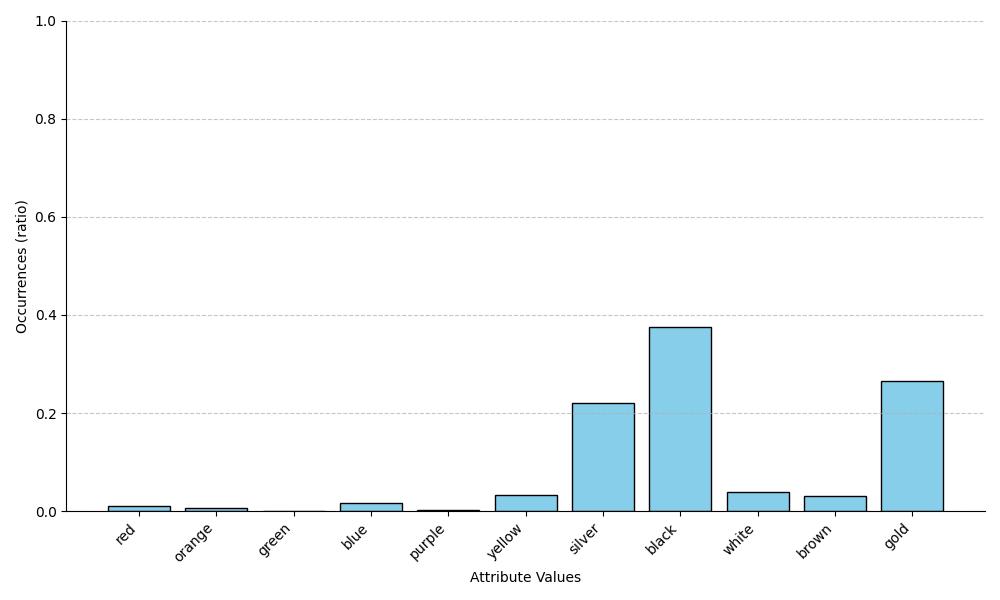 1.0
0.8
0.6
0.4
0.2
0.0
Occurrences (ratio)
red
orange
green
blue
purple
yellow
silver
black
white
brown
gold
Attribute Values